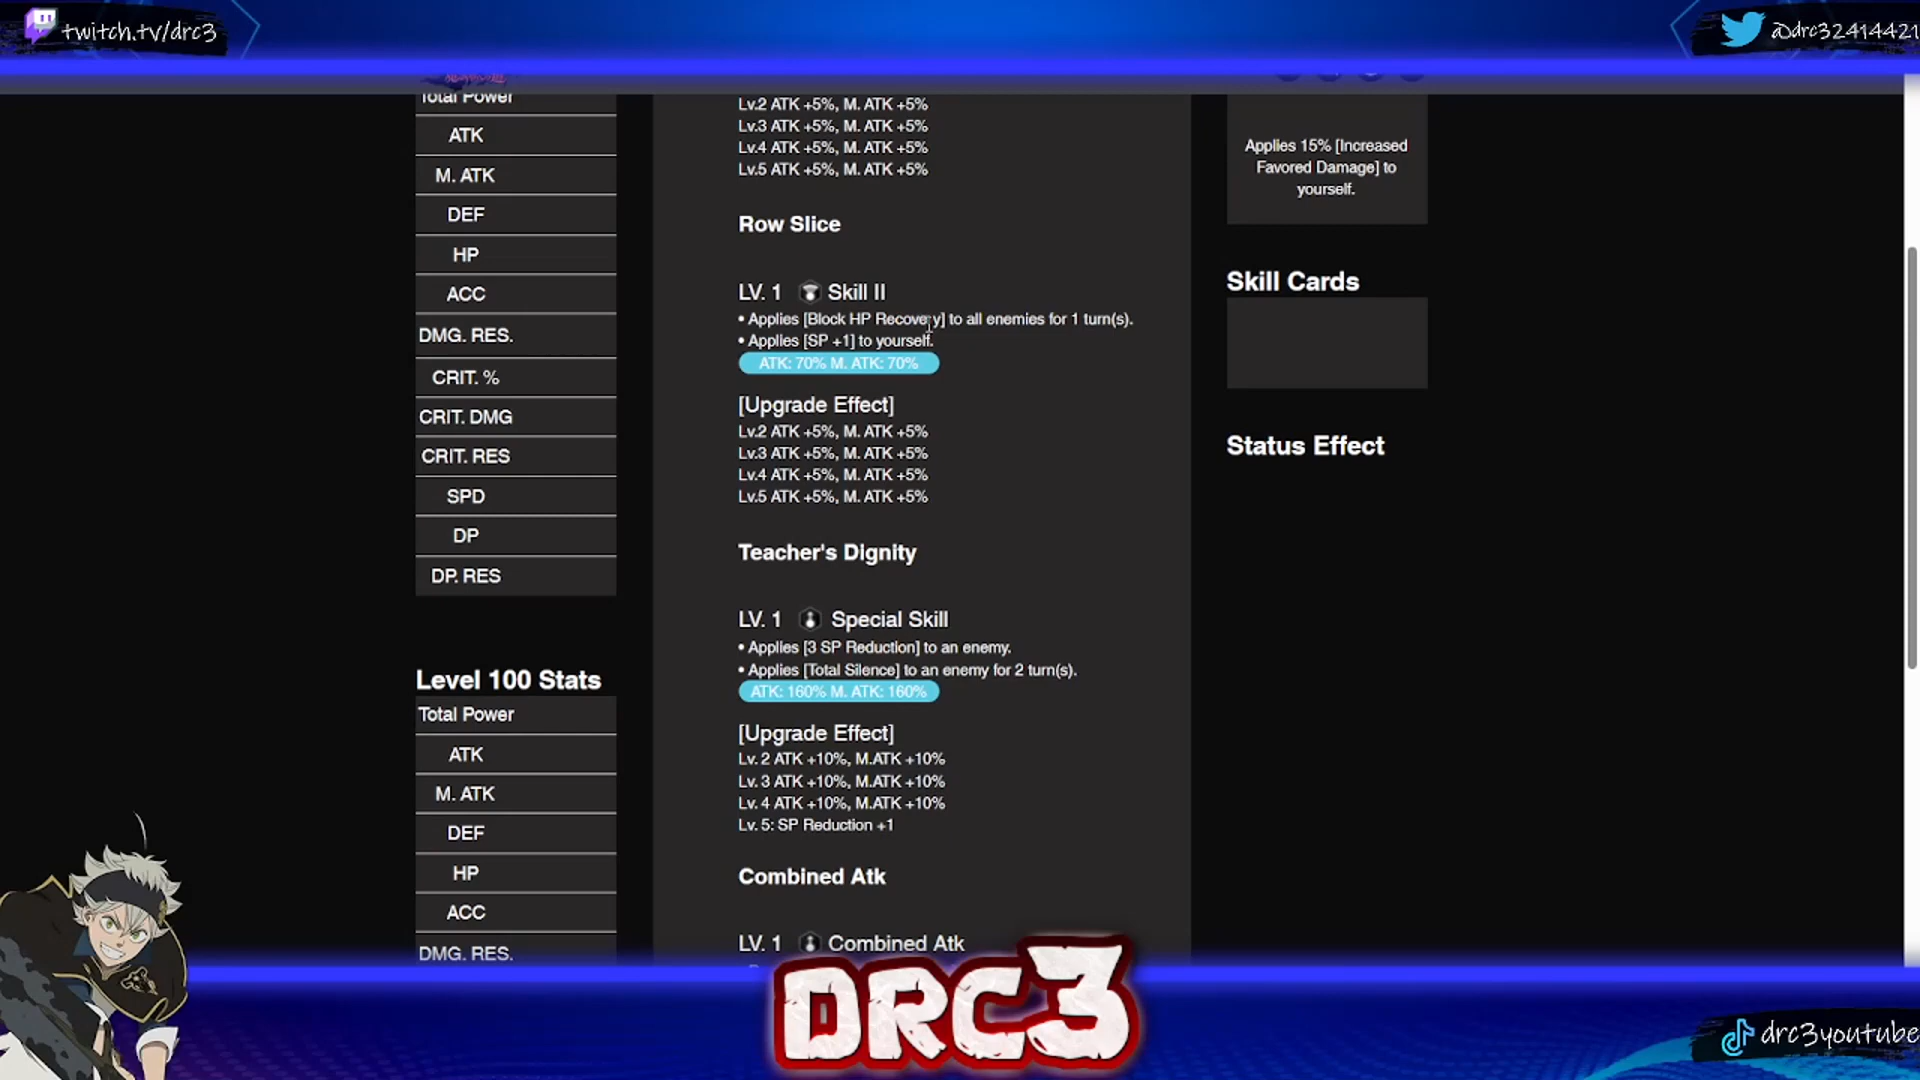 twitch.tv/drc3
@drc32414421
Total Power
ATK
M. ATK
DEF
HP
ACC
DMG. RES.
CRIT. %
CRIT. DMG
CRIT. RES
SPD
DP
DP. RES
Level 100 Stats
Total Power
ATK
M. ATK
DEF
HP
ACC
DMG. RES.
Lv.2 ATK +5%, M. ATK +5%
Lv.3 ATK +5%, M. ATK +5%
Lv.4 ATK +5%, M. ATK +5%
Lv.5 ATK +5%, M. ATK +5%
Row Slice
LV. 1 Skill II
• Applies [Block HP Recovery] to all enemies for 1 turn(s).
• Applies [SP +1] to yourself.
ATK: 70% M. ATK: 70%
[Upgrade Effect]
Lv.2 ATK +5%, M. ATK +5%
Lv.3 ATK +5%, M. ATK +5%
Lv.4 ATK +5%, M. ATK +5%
Lv.5 ATK +5%, M. ATK +5%
Teacher's Dignity
LV. 1 Special Skill
• Applies [3 SP Reduction] to an enemy.
• Applies [Total Silence] to an enemy for 2 turn(s).
ATK: 160% M. ATK: 160%
[Upgrade Effect]
Lv. 2 ATK +10%, M.ATK +10%
Lv. 3 ATK +10%, M.ATK +10%
Lv. 4 ATK +10%, M.ATK +10%
Lv. 5: SP Reduction +1
Combined Atk
LV. 1 Combined Atk
Applies 15% [Increased
Favored Damage] to
yourself.
Skill Cards
Status Effect
DRC3
drc3youtube